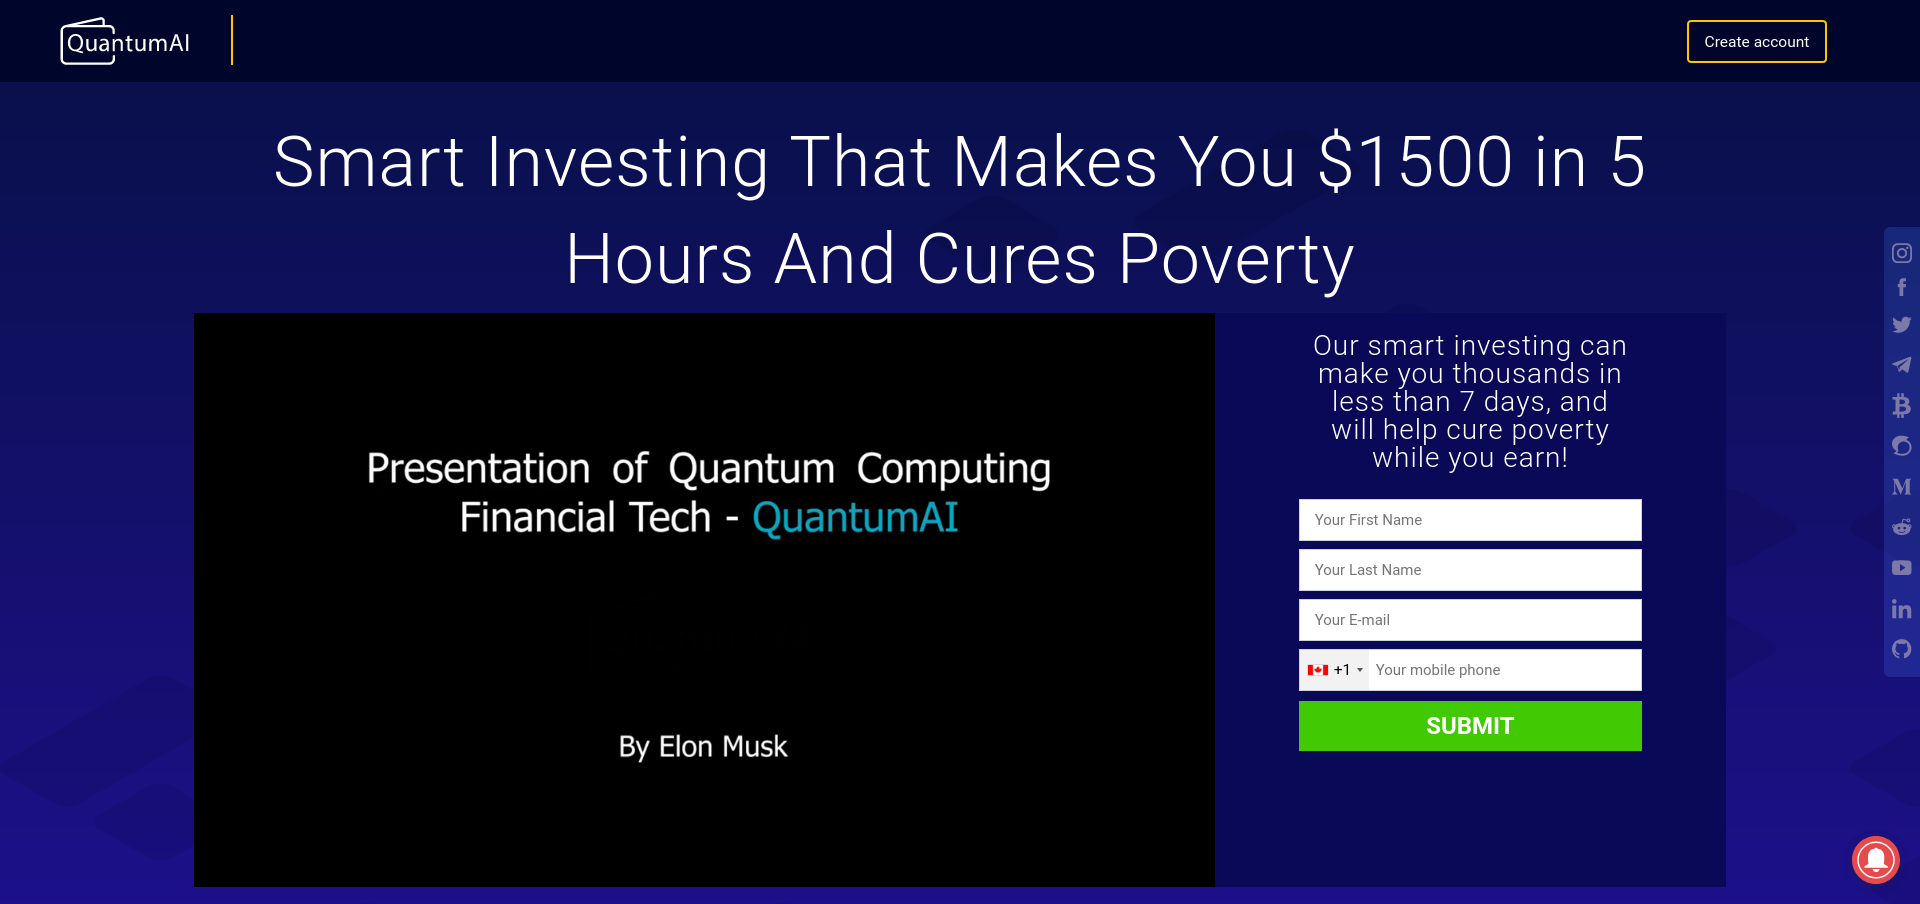 QuantumAI
Create account
Smart Investing That Makes You $1500 in 5
Hours And Cures Poverty
Presentation of Quantum Computing
Financial Tech - QuantumAI
By Elon Musk
Our smart investing can
make you thousands in
less than 7 days, and
will help cure poverty
while you earn!
Your First Name
Your Last Name
Your E-mail
+1 Your mobile phone
SUBMIT